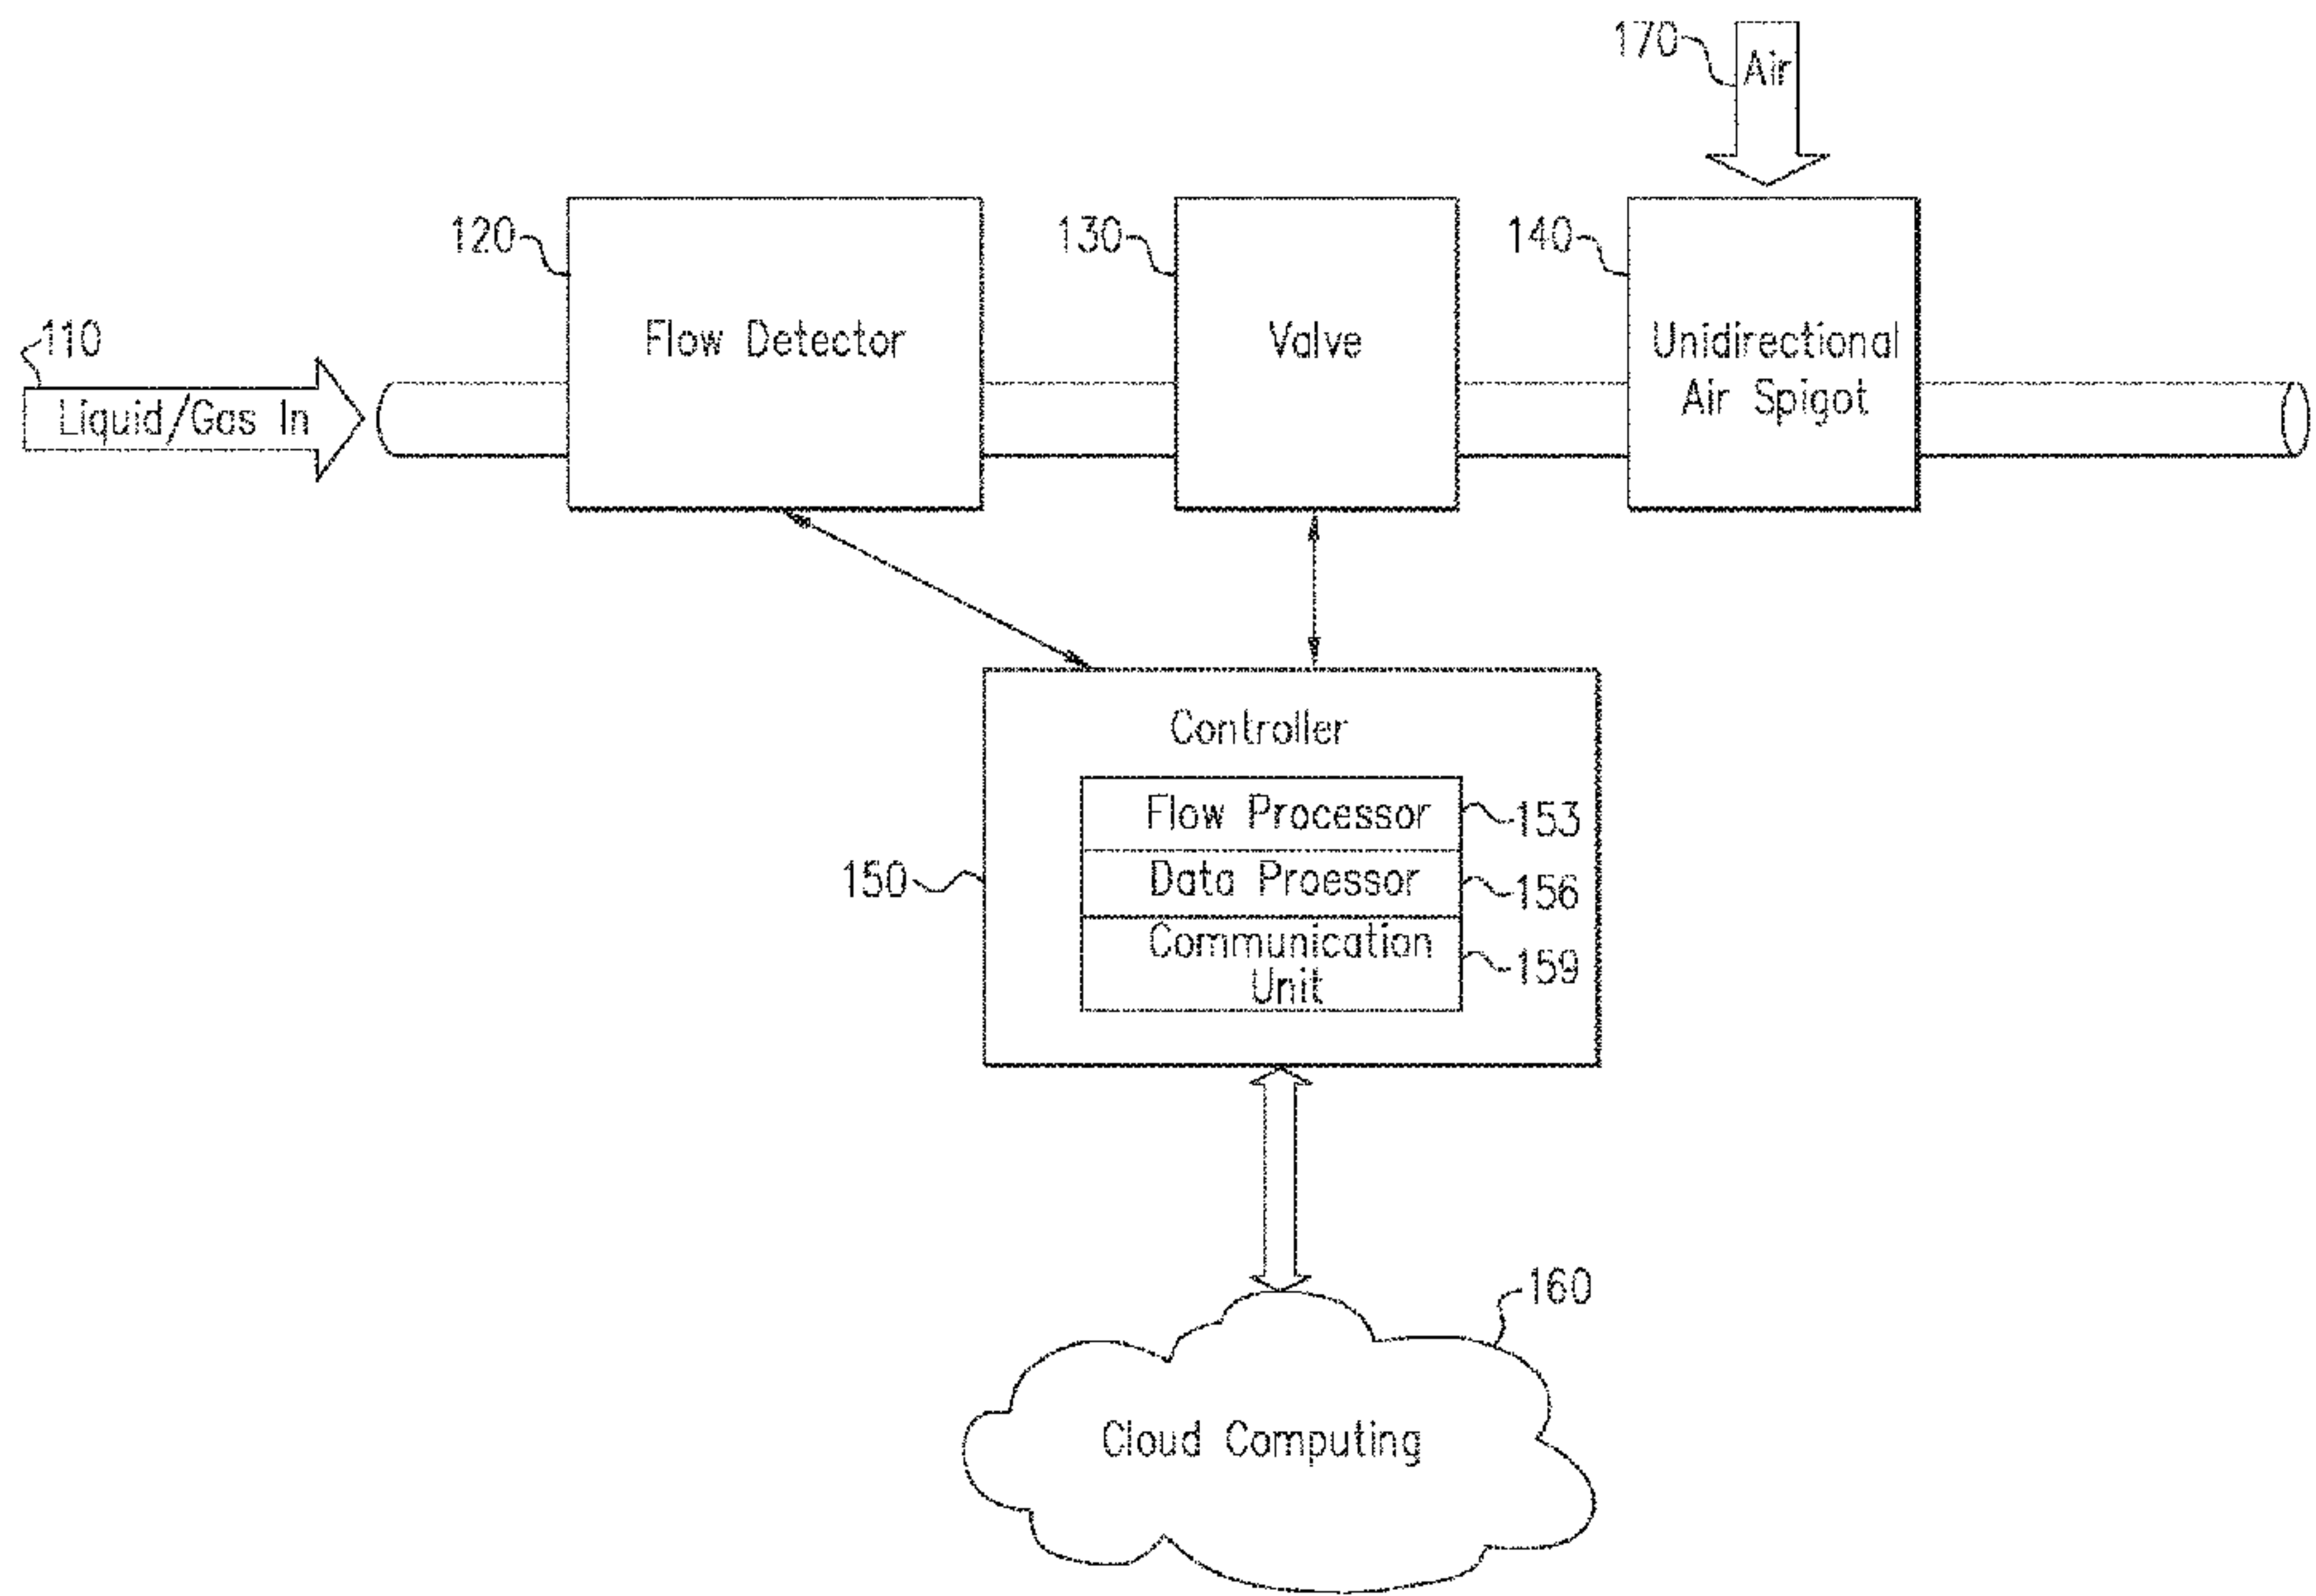 170
Air
120
130
140
110
Flow Detector
Valve
Unidirectional
Air Spigot
Liquid/Gas In
Controller
Flow Processor
153
150
Data Proessor
156
Communication
Unit
159
160
Cloud Computing